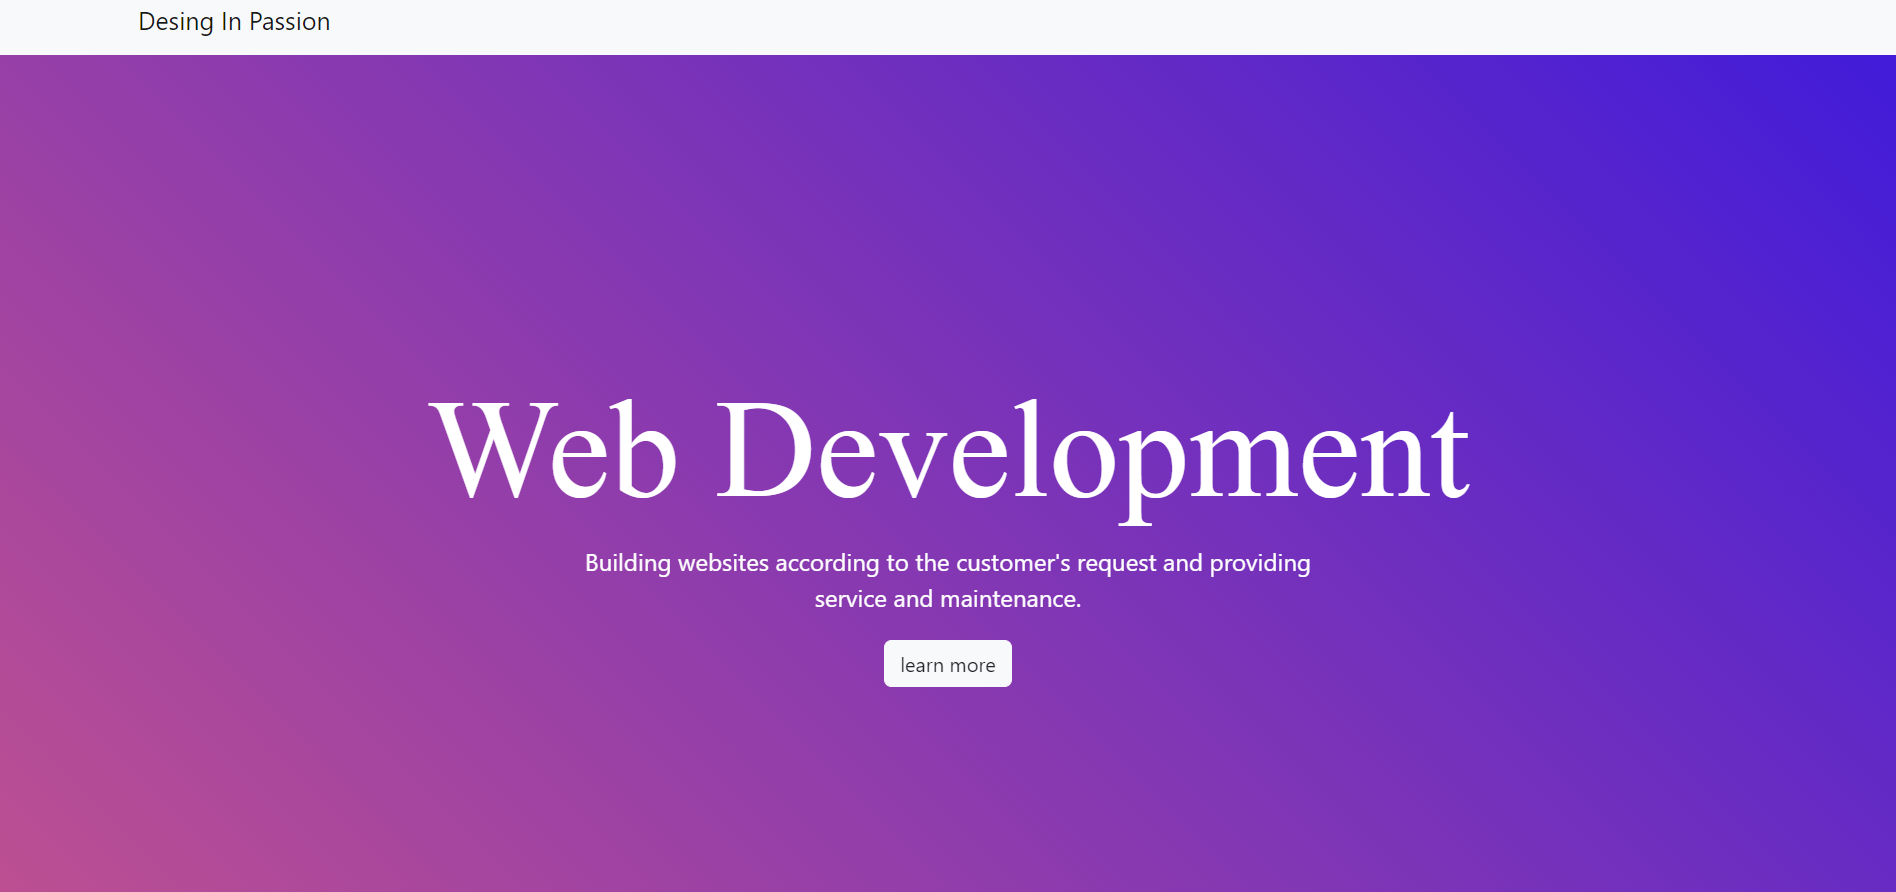 Desing In Passion
Web Development
Building websites according to the customer's request and providing
service and maintenance.
learn more